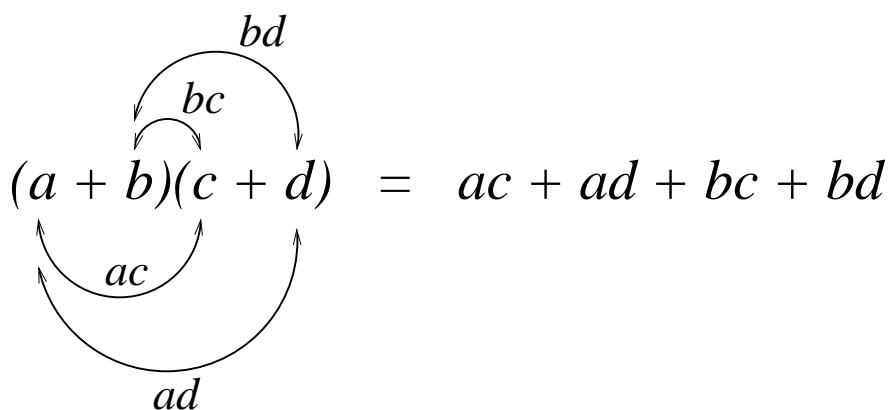 bd
bc
(a + b)(c + d) = ac + ad + bc + bd
ac
ad